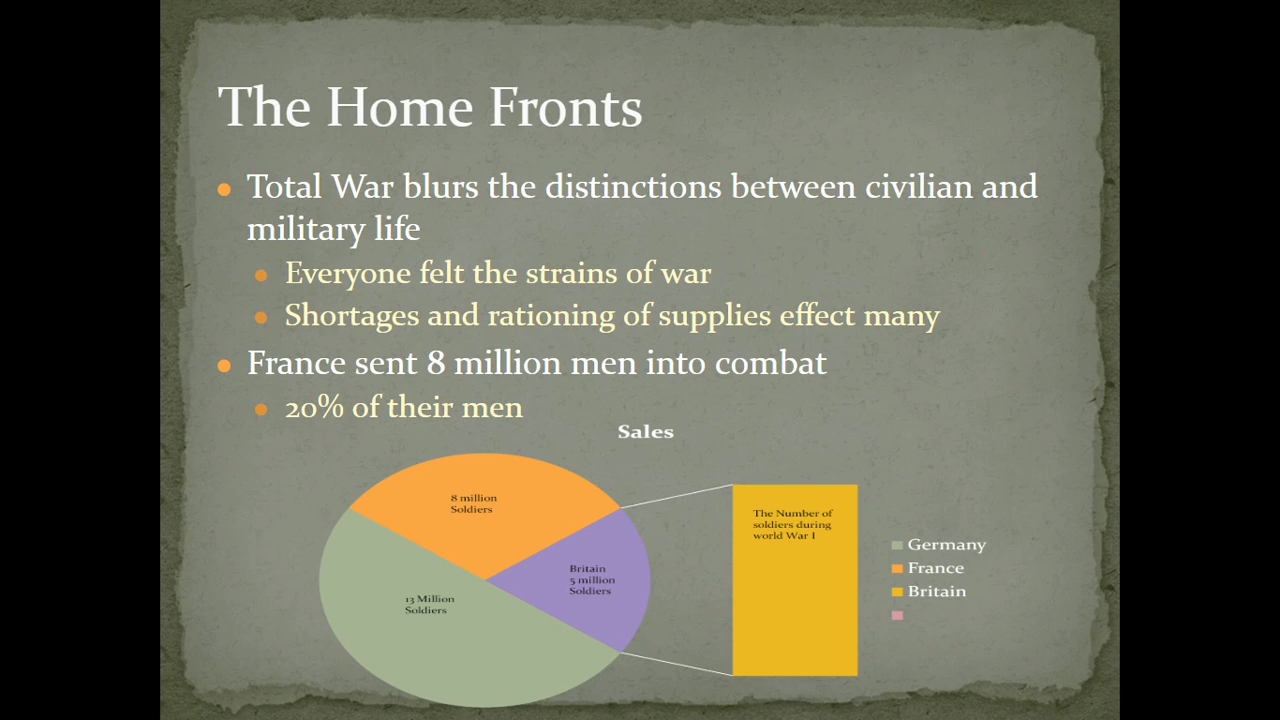 The Home Fronts
Total War blurs the distinctions between civilian and
military life
Everyone felt the strains of war
Shortages and rationing of supplies effect many
France sent 8 million men into combat
20% of their men
Sales
8 million
Soldiers
Britain
5 million
Soldiers
13 Million
Soldiers
The Number of
soldiers during
world War I
Germany
France
Britain